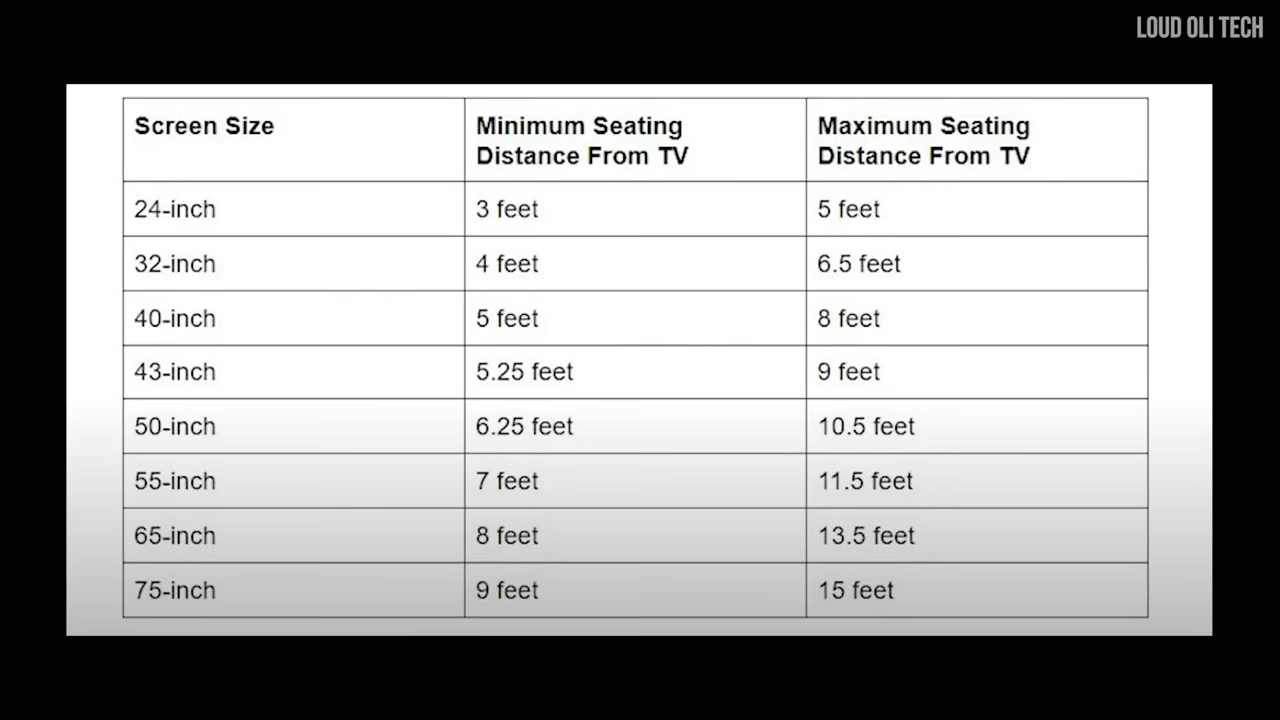 LOUD OLI TECH
Screen Size
Minimum Seating
Distance From TV
Maximum Seating
Distance From TV
24-inch
3 feet
5 feet
32-inch
4 feet
6.5 feet
40-inch
5 feet
8 feet
43-inch
5.25 feet
9 feet
50-inch
6.25 feet
10.5 feet
55-inch
7 feet
11.5 feet
65-inch
8 feet
13.5 feet
75-inch
9 feet
15 feet